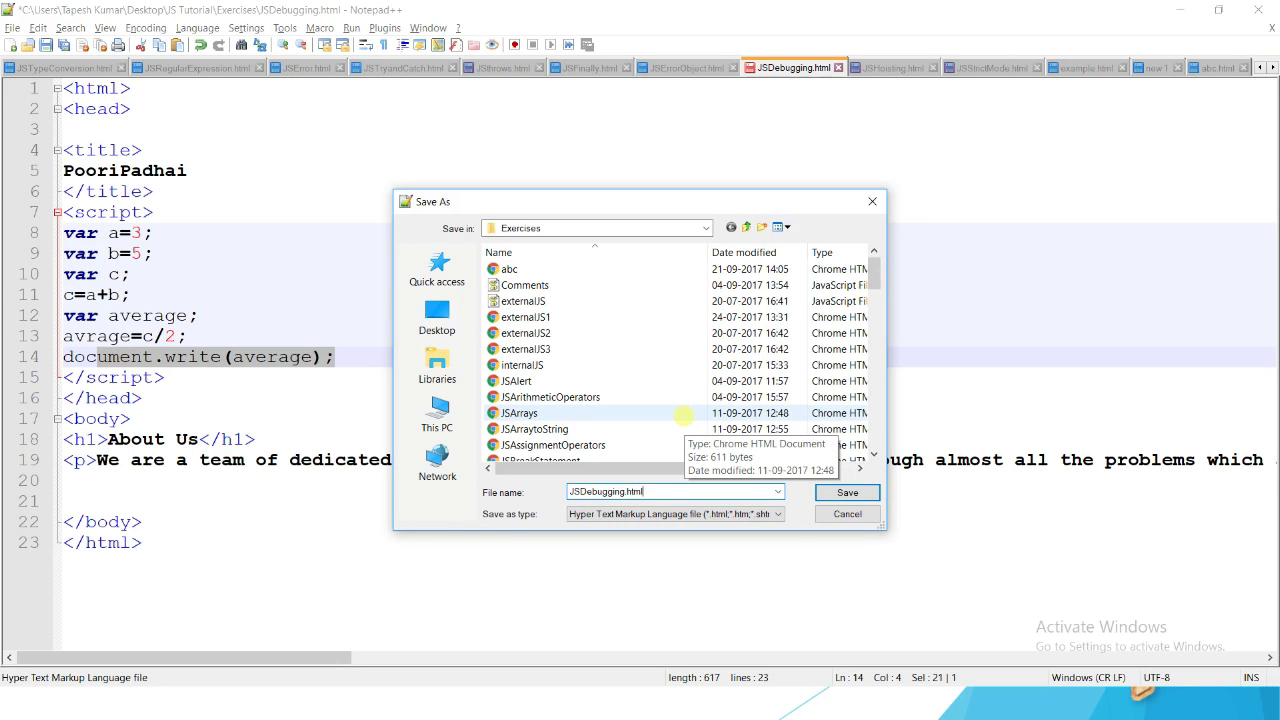 *C:\Users\Tapesh Kumar\Desktop\JS Tutorial\Exercises\JSDebugging.html - Notepad++
File Edit Search View Encoding Language Settings Tools Macro Run Plugins Window ?
X
JSTypeConversion.html JSRegularExpression.html JSError.html JSTryandCatch.html JSthrows.html JSFinally.html JSErrorObject.html JSDebugging.html JSHoisting.html JSStrictMode.html example.html new 1 abc.html
1 <html>
2 <head>
3
4 <title>
5 PooriPadhai
6 </title>
7 <script>
8 var a=3;
9 var b=5;
10 var c;
11 c=a+b;
12 var average;
13 avrage=c/2;
14 document.write(average);
15 </script>
16 </head>
17 <body>
18 <h1>About Us</h1>
19 <p>We are a team of dedicated ough almost all the problems which
20
21
22 </body>
23 </html>
Save As
Save in: Exercises
Quick access
Desktop
Libraries
This PC
Network
Name Date modified Type
abc 21-09-2017 14:05 Chrome HTM
Comments 04-09-2017 13:54 JavaScript Fil
externalJS 20-07-2017 16:41 JavaScript Fil
externalJS1 24-07-2017 13:31 Chrome HTM
externalJS2 20-07-2017 16:42 Chrome HTM
externalJS3 20-07-2017 16:49 Chrome HTM
internalJS 20-07-2017 15:33 Chrome HTM
JSAlert 04-09-2017 11:57 Chrome HTM
JSArithmeticOperators 04-09-2017 15:57 Chrome HTM
JSArrays 11-09-2017 12:48 Chrome HTM
JSArraytoString 11-09-2017 12:55 Chrome HTM
JSAssignmentOperators
JSBreakStatement
Type: Chrome HTML Document
Size: 611 bytes
Date modified: 11-09-2017 12:48
File name: JSDebugging.html Save
Save as type: Hyper Text Markup Language file (*.html;*.htm;*.sht Cancel
Activate Windows
Go to Settings to activate Windows.
Hyper Text Markup Language file length : 617 lines : 23 Ln : 14 Col : 4 Sel : 21 | 1 Windows (CR LF) UTF-8 INS